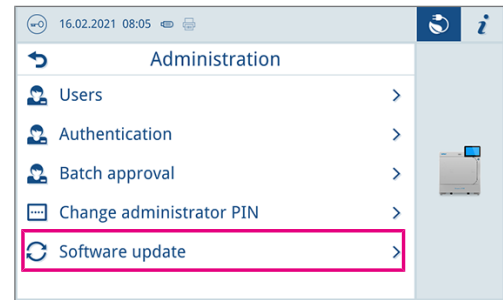 16.02.2021 08:05
Administration
Users
Authentication
Batch approval
Change administrator PIN
Software update